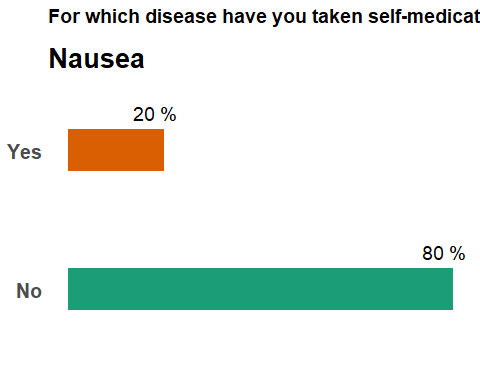 For which disease have you taken self-medicat
Nausea
20 %
Yes
80 %
No